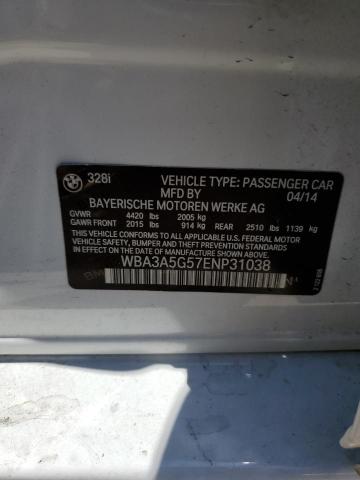 328i VEHICLE TYPE: PASSENGER CAR
MFD BY 04/14
BAYERISCHE MOTOREN WERKE AG
GVWR 4420 lbs 2005 kg
GAWR FRONT 2015 lbs 914 kg REAR 2510 lbs 1139 kg
THIS CONFORMS TO ALL APPLICABLE U.S. FEDERAL MOTOR
VEHICLE SAFETY, BUMPER AND THEFT PREVENTION STANDARDS
IN EFFECT ON THE DATE OF MANUFACTURE SHOWN ABOVE.
WBA3A5G57ENP31038